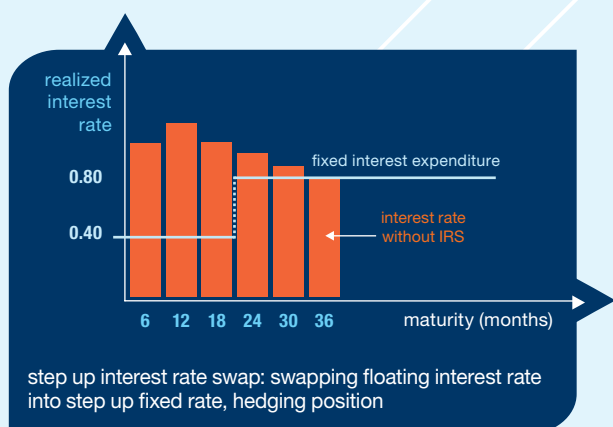 realized
interest
rate
0.80
fixed interest expenditure
interest rate
without IRS
0.40
6 12 18 24 30 36 maturity (months)
step up interest rate swap: swapping floating interest rate
into step up fixed rate, hedging position